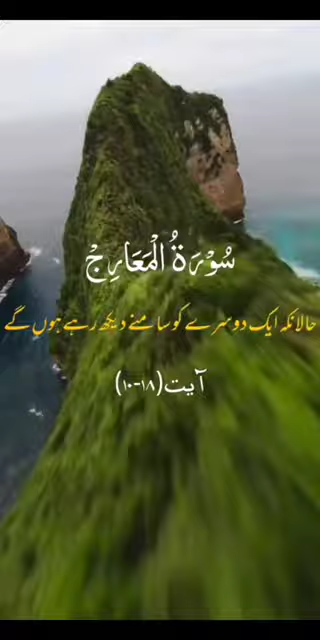 سُوْرَةُ الْمَعَارِجْ
حالانکہ ایک دوسرے کو سامنے دیکھ رہے ہوں گے
آیت(۱۸-۱۰)